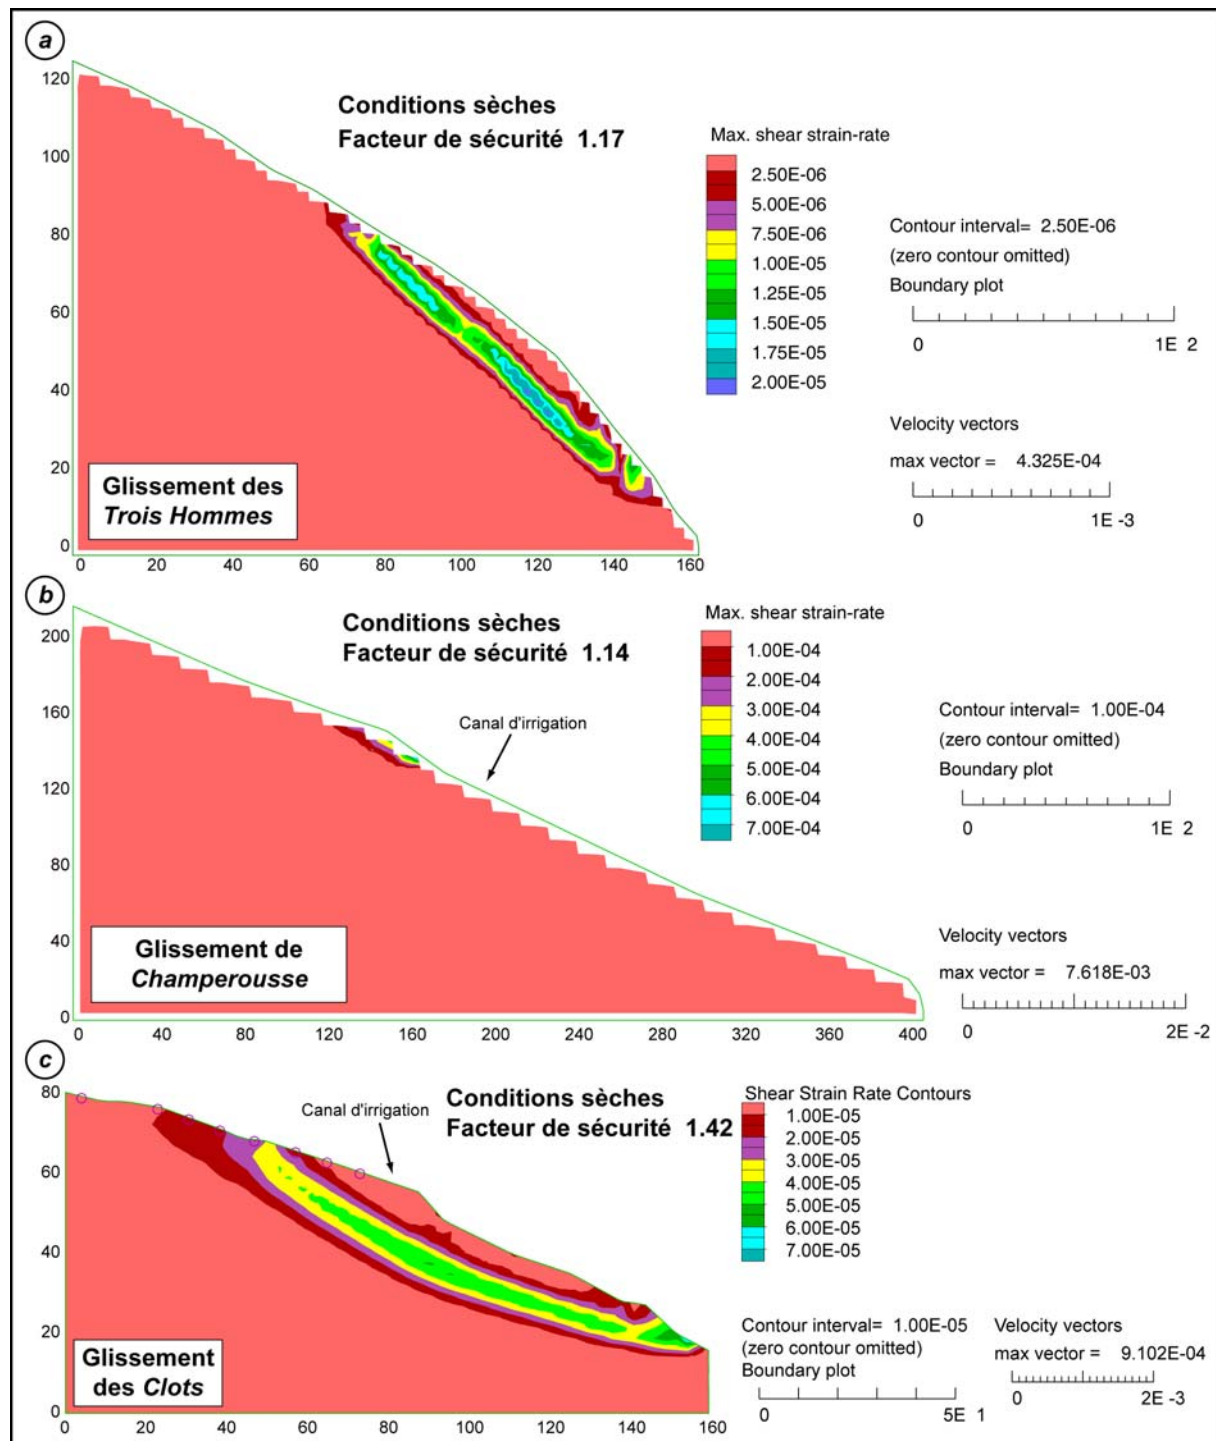 a
Conditions sèches
Facteur de sécurité 1.17
120
100
80
60
40
20
0
0 20 40 60 80 100 120 140 160
Glissement des
Trois Hommes
Max. shear strain-rate
2.50E-06
5.00E-06
7.50E-06
1.00E-05
1.25E-05
1.50E-05
1.75E-05
2.00E-05
Contour interval= 2.50E-06
(zero contour omitted)
Boundary plot
0 1E 2
Velocity vectors
max vector = 4.325E-04
0 1E -3
b
Conditions sèches
Facteur de sécurité 1.14
Canal d'irrigation
200
160
120
80
40
0
0 40 80 120 160 200 240 280 320 360 400
Glissement de
Champerousse
Max. shear strain-rate
1.00E-04
2.00E-04
3.00E-04
4.00E-04
5.00E-04
6.00E-04
7.00E-04
Contour interval= 1.00E-04
(zero contour omitted)
Boundary plot
0 1E 2
Velocity vectors
max vector = 7.618E-03
0 2E -2
c
Conditions sèches
Facteur de sécurité 1.42
Canal d'irrigation
80
60
40
20
0
0 20 40 60 80 100 120 140 160
Glissement
des Clots
Shear Strain Rate Contours
1.00E-05
2.00E-05
3.00E-05
4.00E-05
5.00E-05
6.00E-05
7.00E-05
Contour interval= 1.00E-05
(zero contour omitted)
Boundary plot
0 5E 1
Velocity vectors
max vector = 9.102E-04
0 2E -3